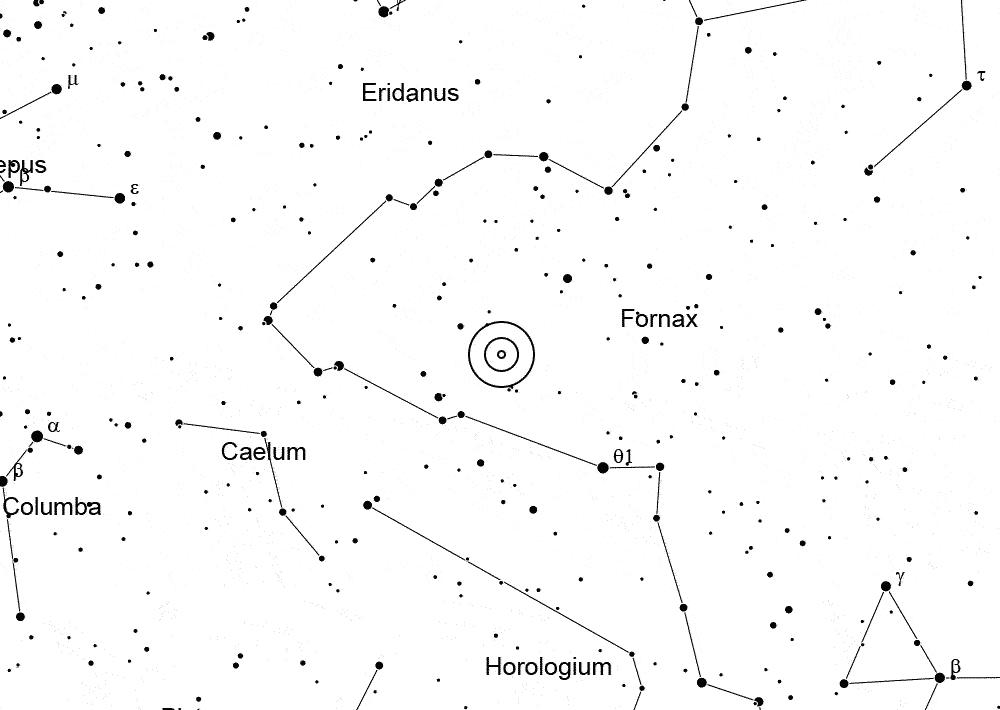 μ
Eridanus
τ
epus
β
ε
Fornax
α
Caelum
θ1
β
Columba
γ
Horologium
β